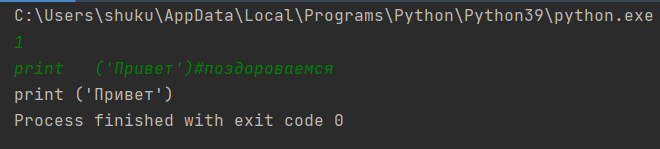 C:\Users\shuku\AppData\Local\Programs\Python\Python39\python.exe
1
print   ('Привет')#поздороваемся
print ('Привет')
Process finished with exit code 0